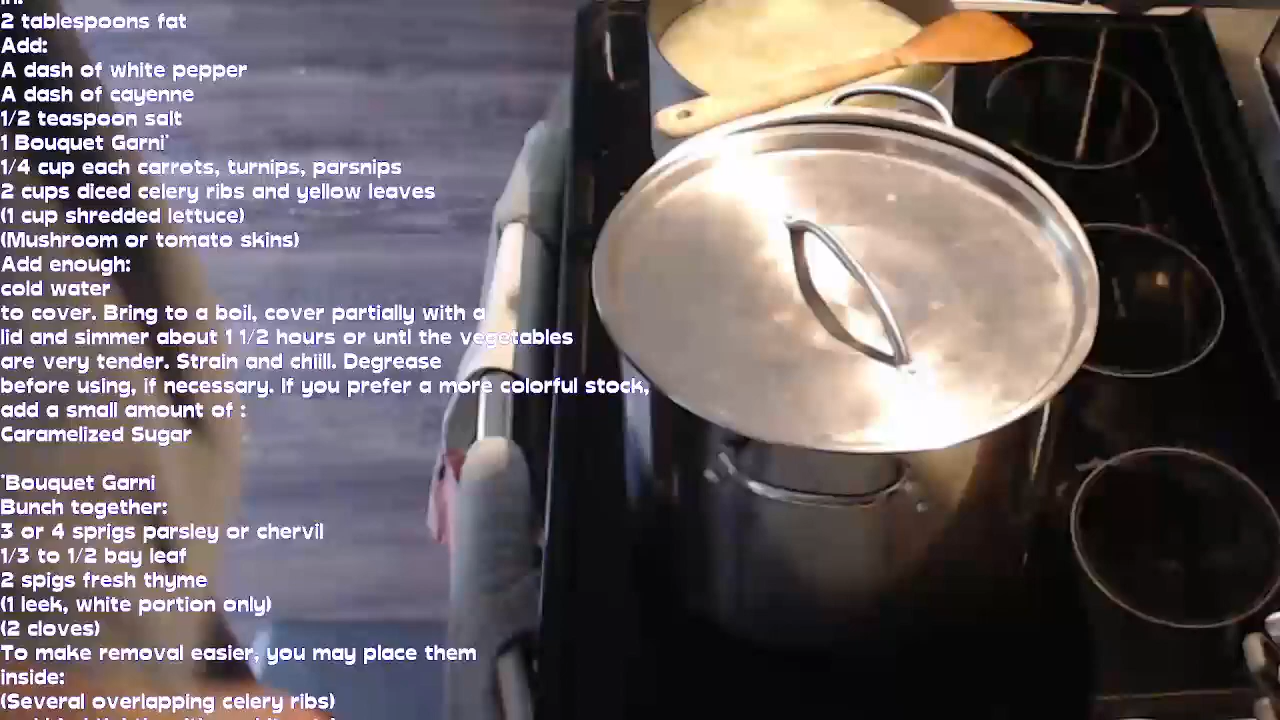 2 tablespoons fat
Add:
A dash of white pepper
A dash of cayenne
1/2 teaspoon salt
1 Bouquet Garni*
1/4 cup each carrots, turnips, parsnips
2 cups diced celery ribs and yellow leaves
(1 cup shredded lettuce)
(Mushroom or tomato skins)
Add enough:
cold water
to cover. Bring to a boil, cover partially with a
lid and simmer about 1 1/2 hours or untl the vegetables
are very tender. Strain and chiill. Degrease
before using, if necessary. If you prefer a more colorful stock,
add a small amount of :
Caramelized Sugar
*Bouquet Garni
Bunch together:
3 or 4 sprigs parsley or chervil
1/3 to 1/2 bay leaf
2 spigs fresh thyme
(1 leek, white portion only)
(2 cloves)
To make removal easier, you may place them
inside:
(Several overlapping celery ribs)